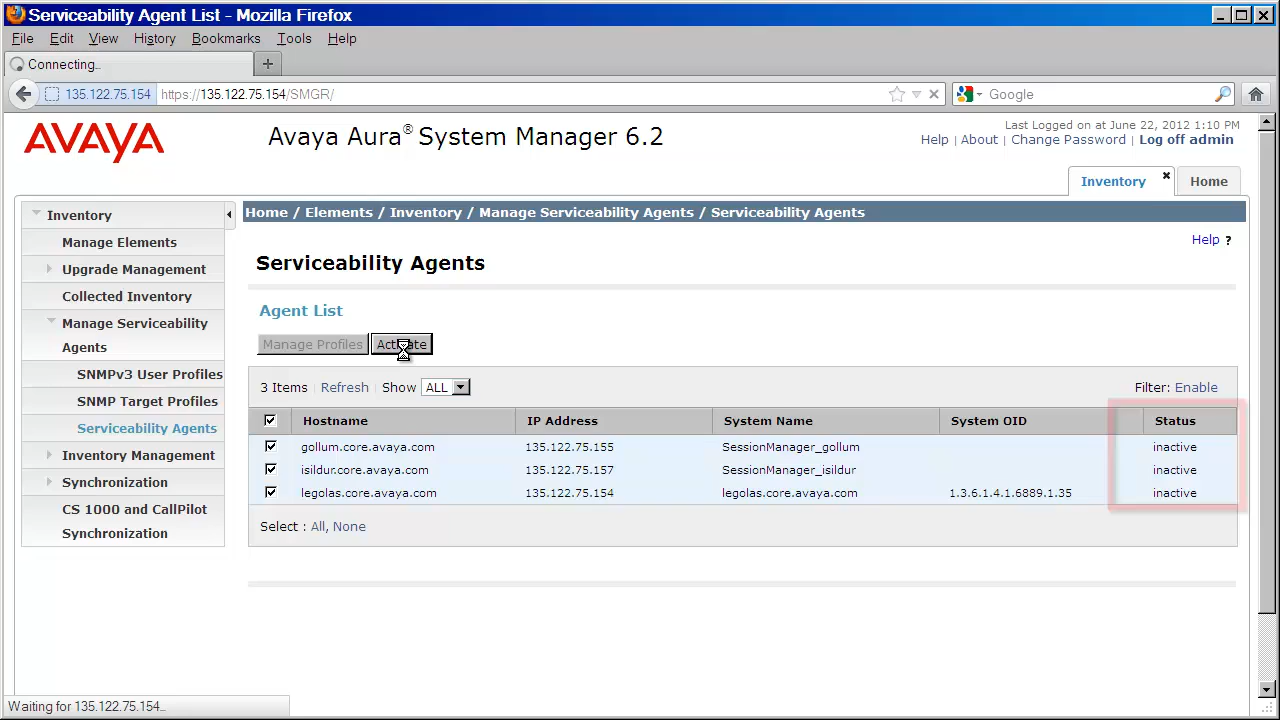 Serviceability Agent List - Mozilla Firefox
File Edit View History Bookmarks Tools Help
Connecting..
135.122.75.154 https://135.122.75.154/SMGR/ Google
AVAYA
Avaya Aura® System Manager 6.2
Last Logged on at June 22, 2012 1:10 PM
Help | About | Change Password | Log off admin
Inventory Home
Inventory
Manage Elements
Upgrade Management
Collected Inventory
Manage Serviceability
Agents
SNMPv3 User Profiles
SNMP Target Profiles
Serviceability Agents
Inventory Management
Synchronization
CS 1000 and CallPilot
Synchronization
Home / Elements / Inventory / Manage Serviceability Agents / Serviceability Agents
Help ?
Serviceability Agents
Agent List
Manage Profiles Activate
3 Items Refresh Show ALL Filter: Enable
Hostname IP Address System Name System OID Status
gollum.core.avaya.com 135.122.75.155 SessionManager_gollum inactive
isildur.core.avaya.com 135.122.75.157 SessionManager_isildur inactive
legolas.core.avaya.com 135.122.75.154 legolas.core.avaya.com 1.3.6.1.4.1.6889.1.35 inactive
Select : All, None
Waiting for 135.122.75.154..